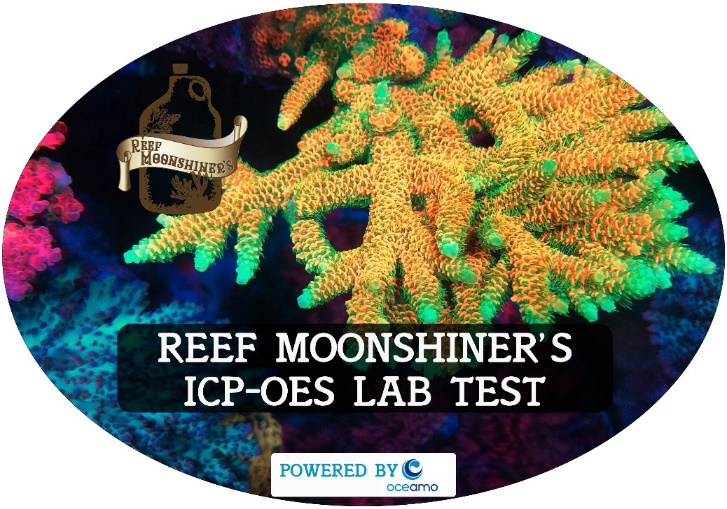 REEF
MOONSHINER'S
REEF MOONSHINER'S
ICP-OES LAB TEST
POWERED BY
oceamo